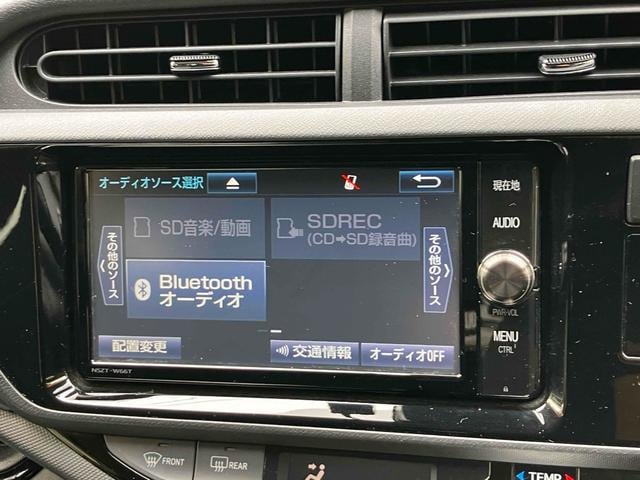 オーディオソース選択
現在地
SD音楽/動画
SDREC
(CD➡SD録音曲)
AUDIO
その他のソース
その他のソース
Bluetooth
オーディオ
PWR·VOL
MENU
CTRL
配置変更
交通情報
オーディオOFF
NSZT-W66T
FRONT
REAR
TEMP